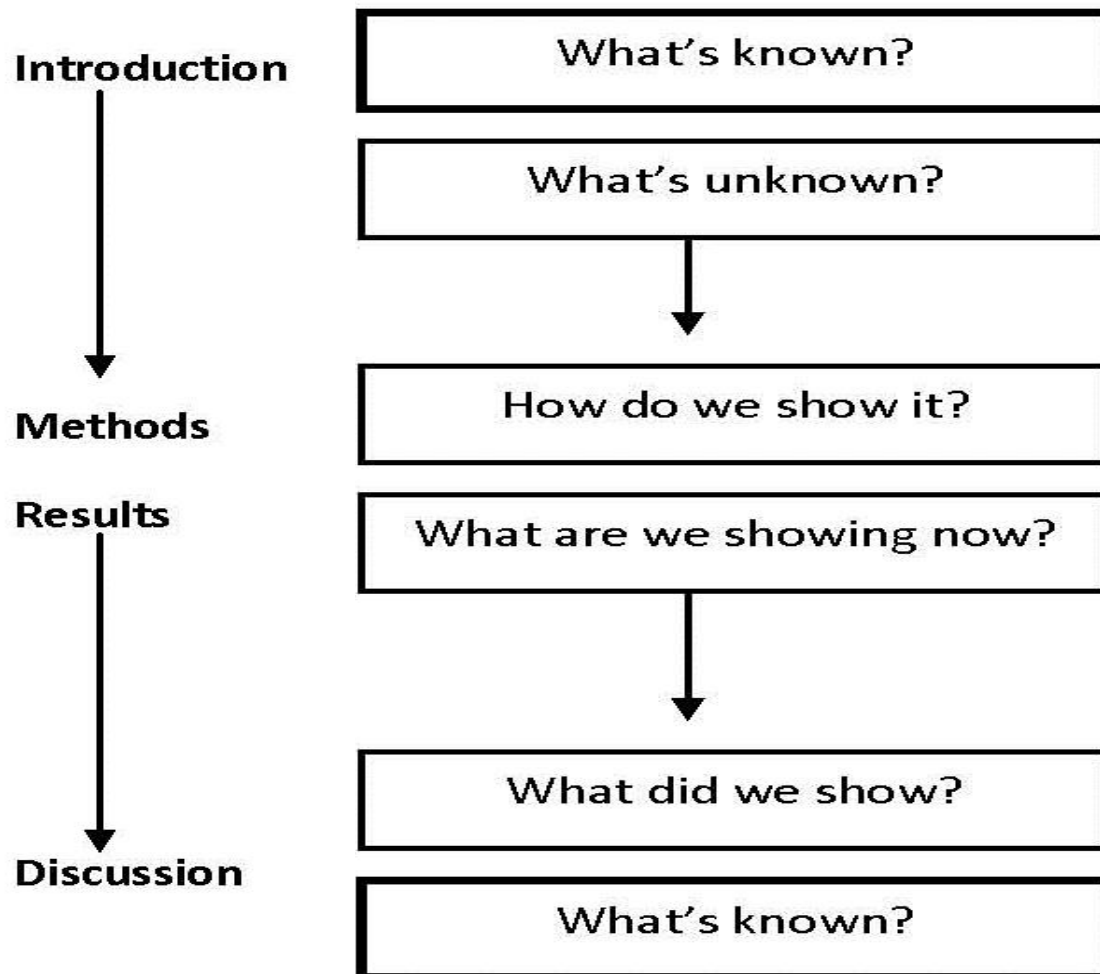 Introduction
What’s known?
What’s unknown?
Methods
How do we show it?
Results
What are we showing now?
What did we show?
Discussion
What’s known?